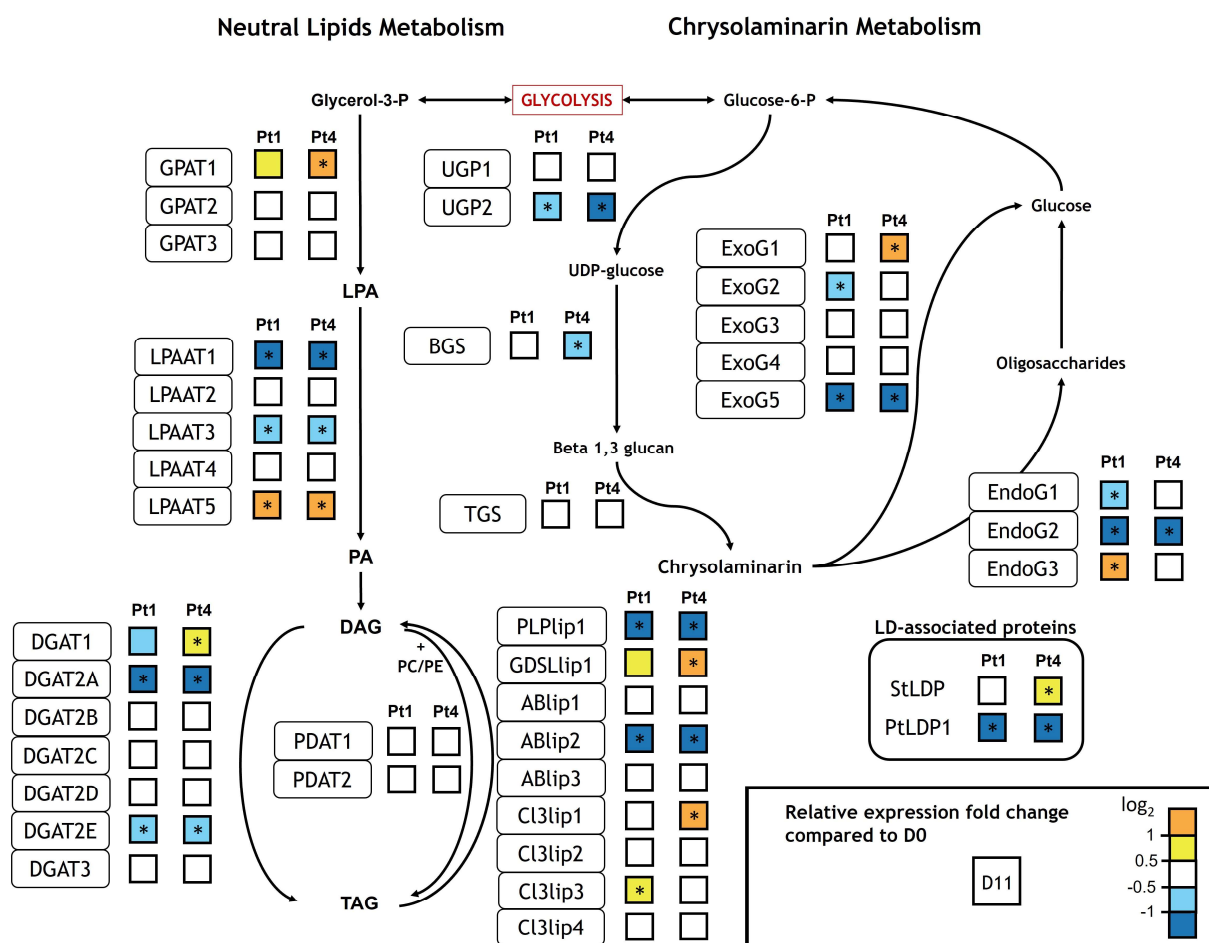 Neutral Lipids Metabolism
Chrysolaminarin Metabolism
Glycerol-3-P
GLYCOLYSIS
Glucose-6-P
Pt1 Pt4
GPAT1 *
GPAT2
GPAT3
Pt1 Pt4
UGP1
UGP2 * *
LPA
UDP-glucose
Glucose
Pt1 Pt4
ExoG1 *
ExoG2 *
ExoG3
ExoG4
ExoG5 * *
Pt1 Pt4
LPAAT1 * *
LPAAT2
LPAAT3 * *
LPAAT4
LPAAT5 * *
Pt1 Pt4
BGS *
Oligosaccharides
Beta 1,3 glucan
Pt1 Pt4
TGS
Pt1 Pt4
EndoG1 *
EndoG2 * *
EndoG3 *
PA
Chrysolaminarin
DAG
+
PC/PE
Pt1 Pt4
DGAT1 *
DGAT2A * *
DGAT2B
DGAT2C
DGAT2D
DGAT2E * *
DGAT3
Pt1 Pt4
PDAT1
PDAT2
TAG
Pt1 Pt4
PLPlip1 * *
GDSLlip1 *
ABlip1
ABlip2 * *
ABlip3
Cl3lip1 *
Cl3lip2
Cl3lip3 *
Cl3lip4
LD-associated proteins
Pt1 Pt4
StLDP *
PtLDP1 * *
Relative expression fold change
compared to D0
D11
log2
1
0.5
-0.5
-1